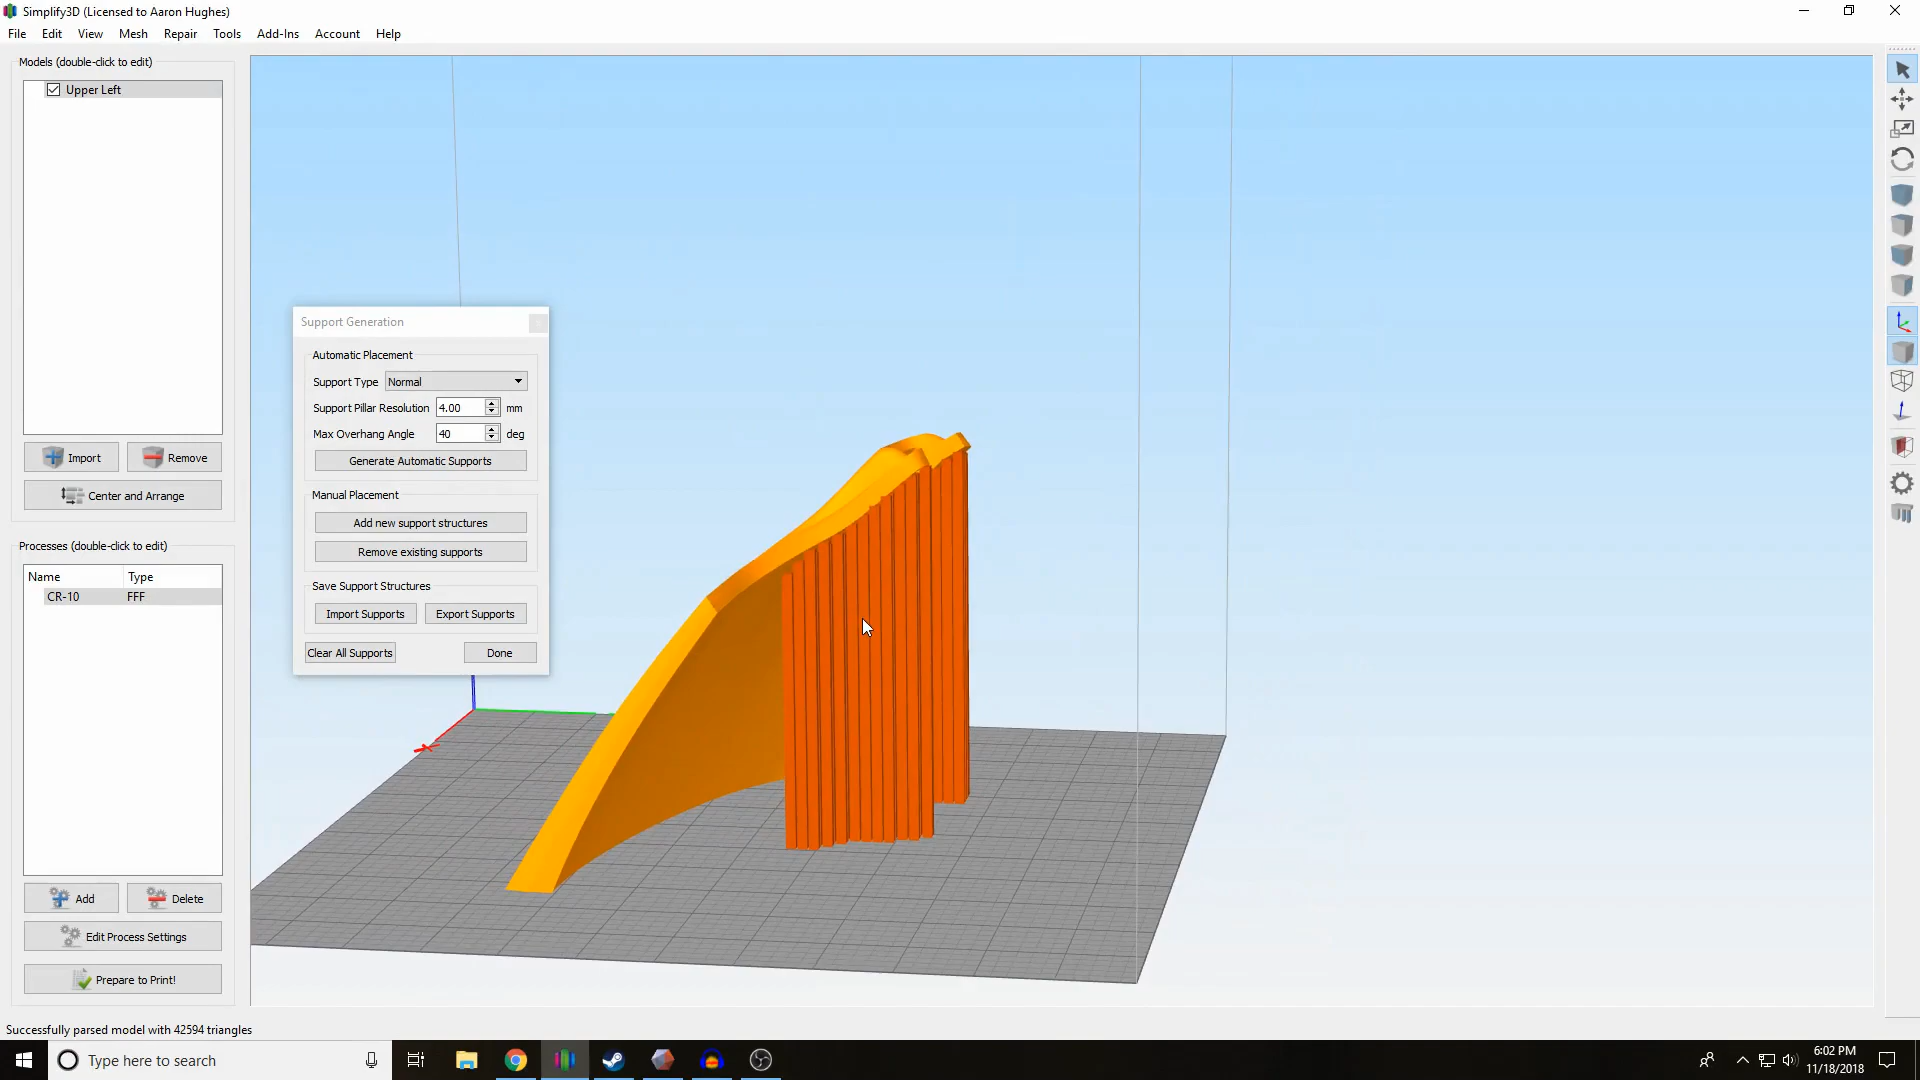 Simplify3D (Licensed to Aaron Hughes)
File Edit View Mesh Repair Tools Add-Ins Account Help
Models (double-click to edit)
Upper Left
Import Remove
Center and Arrange
Processes (double-click to edit)
Name Type
CR-10 FFF
Add Delete
Edit Process Settings
Prepare to Print!
Support Generation
Automatic Placement
Support Type Normal
Support Pillar Resolution 4.00 mm
Max Overhang Angle 40 deg
Generate Automatic Supports
Manual Placement
Add new support structures
Remove existing supports
Save Support Structures
Import Supports Export Supports
Clear All Supports Done
Successfully parsed model with 42594 triangles
Type here to search
6:02 PM
11/18/2018